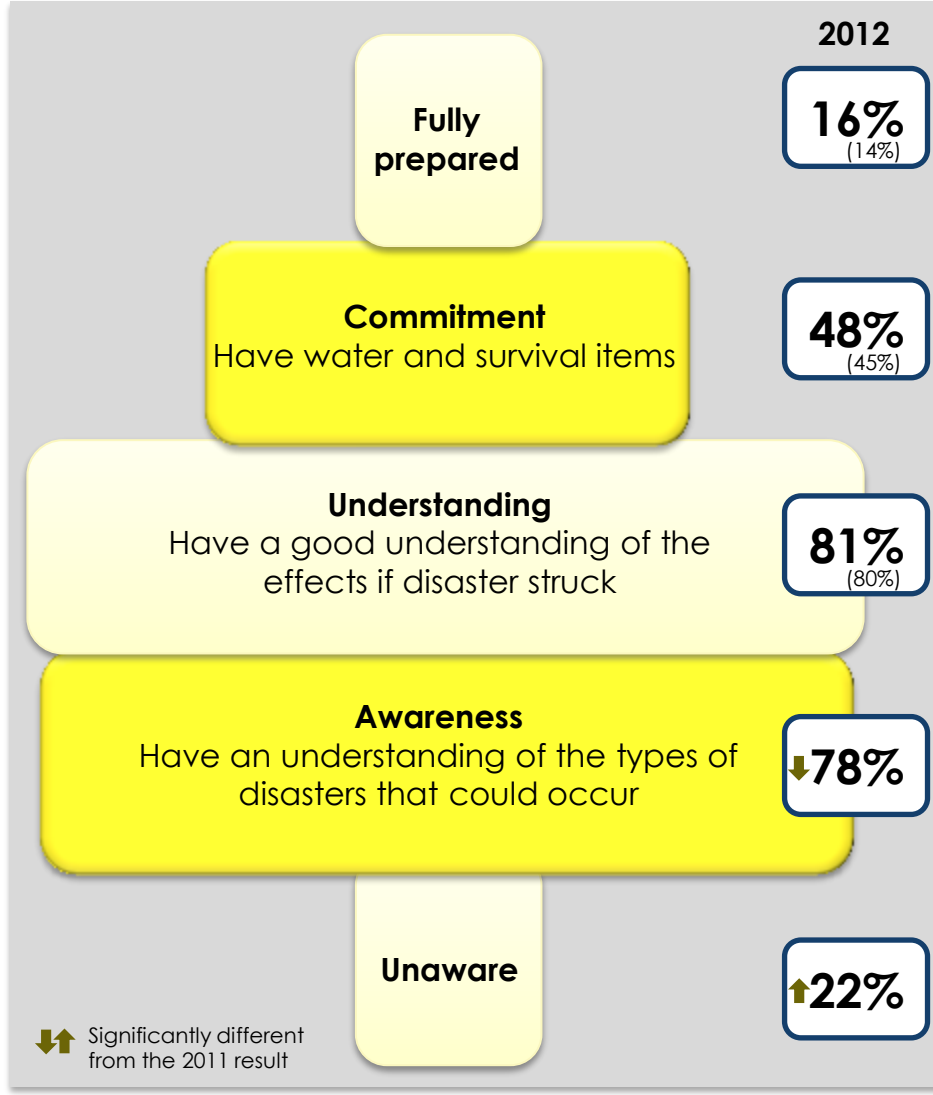 2012
Fully
prepared
16%
(14%)
Commitment
Have water and survival items
48%
(45%)
Understanding
Have a good understanding of the
effects if disaster struck
81%
(80%)
Awareness
Have an understanding of the types of
disasters that could occur
78%
Unaware
22%
Significantly different
from the 2011 result